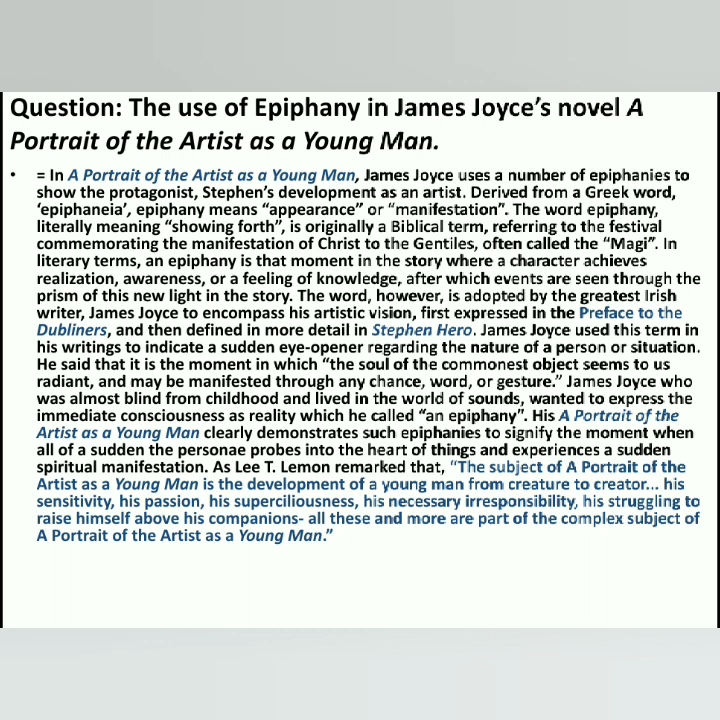 Question: The use of Epiphany in James Joyce's novel A
Portrait of the Artist as a Young Man.
• = In A Portrait of the Artist as a Young Man, James Joyce uses a number of epiphanies to
show the protagonist, Stephen's development as an artist. Derived from a Greek word,
'epiphaneia', epiphany means "appearance" or "manifestation". The word epiphany,
literally meaning "showing forth", is originally a Biblical term, referring to the festival
commemorating the manifestation of Christ to the Gentiles, often called the "Magi". In
literary terms, an epiphany is that moment in the story where a character achieves
realization, awareness, or a feeling of knowledge, after which events are seen through the
prism of this new light in the story. The word, however, is adopted by the greatest Irish
writer, James Joyce to encompass his artistic vision, first expressed in the Preface to the
Dubliners, and then defined in more detail in Stephen Hero. James Joyce used this term in
his writings to indicate a sudden eye-opener regarding the nature of a person or situation.
He said that it is the moment in which "the soul of the commonest object seems to us
radiant, and may be manifested through any chance, word, or gesture." James Joyce who
was almost blind from childhood and lived in the world of sounds, wanted to express the
immediate consciousness as reality which he called "an epiphany". His A Portrait of the
Artist as a Young Man clearly demonstrates such epiphanies to signify the moment when
all of a sudden the personae probes into the heart of things and experiences a sudden
spiritual manifestation. As Lee T. Lemon remarked that, "The subject of A Portrait of the
Artist as a Young Man is the development of a young man from creature to creator... his
sensitivity, his passion, his superciliousness, his necessary irresponsibility, his struggling to
raise himself above his companions- all these and more are part of the complex subject of
A Portrait of the Artist as a Young Man."